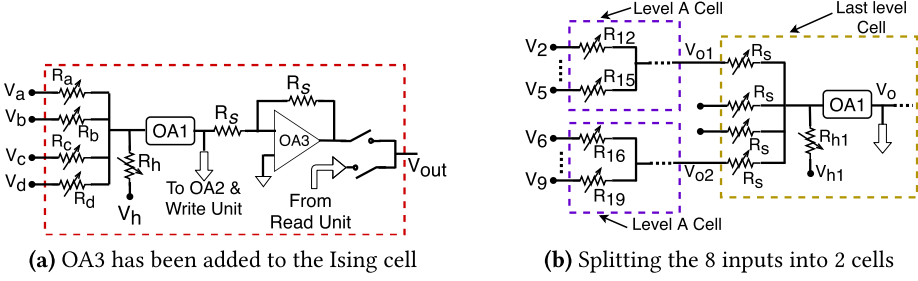 Ra
Va
Vb
Rb
Rc
Vc
Vd
Rd
Rh
Vh
OA1
Rs
Rs
OA3
To OA2 &
Write Unit
From
Read Unit
Vout
(a) OA3 has been added to the Ising cell
Level A Cell
Last level
Cell
V2
R12
V5
R15
Vo1
Rs
Rs
Rs
Rs
OA1
Vo
Rh1
Vh1
V6
R16
V9
R19
Vo2
Level A Cell
(b) Splitting the 8 inputs into 2 cells